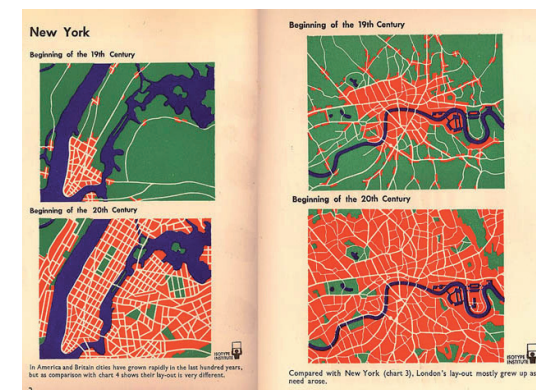 New York
Beginning of the 19th Century
Beginning of the 20th Century
ISOTYPE
INSTITUTE
In America and Britain cities have grown rapidly in the last hundred years,
but as comparison with chart 4 shows their lay-out is very different.
Beginning of the 19th Century
Beginning of the 20th Century
ISOTYPE
INSTITUTE
Compared with New York (chart 3), London's lay-out mostly grew up as
need arose.